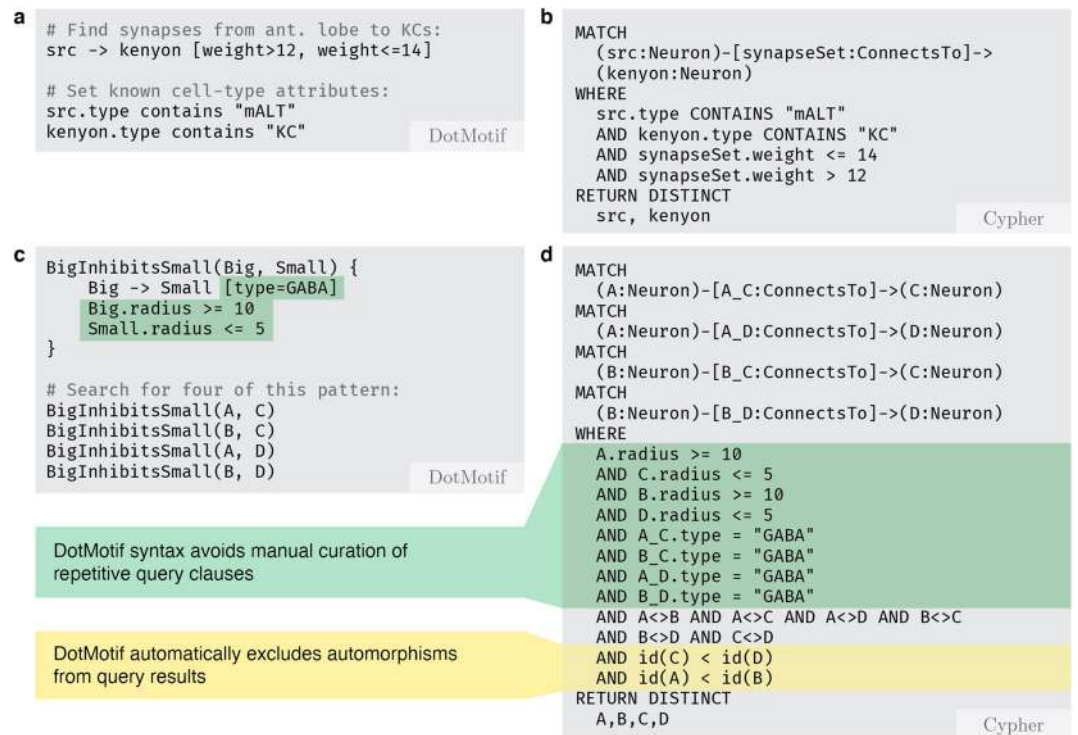 a
# Find synapses from ant. lobe to KCs:
src -> kenyon [weight>12, weight<=14]
# Set known cell-type attributes:
src.type contains "mALT"
kenyon.type contains "KC"
DotMotif
b
MATCH
(src:Neuron)-[synapseSet:ConnectsTo]->
(kenyon:Neuron)
WHERE
src.type CONTAINS "mALT"
AND kenyon.type CONTAINS "KC"
AND synapseSet.weight <= 14
AND synapseSet.weight > 12
RETURN DISTINCT
src, kenyon
Cypher
c
BigInhibitsSmall(Big, Small) {
Big -> Small [type=GABA]
Big.radius >= 10
Small.radius <= 5
}
# Search for four of this pattern:
BigInhibitsSmall(A, C)
BigInhibitsSmall(B, C)
BigInhibitsSmall(A, D)
BigInhibitsSmall(B, D)
DotMotif
DotMotif syntax avoids manual curation of
repetitive query clauses
DotMotif automatically excludes automorphisms
from query results
d
MATCH
(A:Neuron)-[A_C:ConnectsTo]->(C:Neuron)
MATCH
(A:Neuron)-[A_D:ConnectsTo]->(D:Neuron)
MATCH
(B:Neuron)-[B_C:ConnectsTo]->(C:Neuron)
MATCH
(B:Neuron)-[B_D:ConnectsTo]->(D:Neuron)
WHERE
A.radius >= 10
AND C.radius <= 5
AND B.radius >= 10
AND D.radius <= 5
AND A_C.type = "GABA"
AND B_C.type = "GABA"
AND A_D.type = "GABA"
AND B_D.type = "GABA"
AND A<>B AND A<>C AND A<>D AND B<>C
AND B<>D AND C<>D
AND id(C) < id(D)
AND id(A) < id(B)
RETURN DISTINCT
A,B,C,D
Cypher